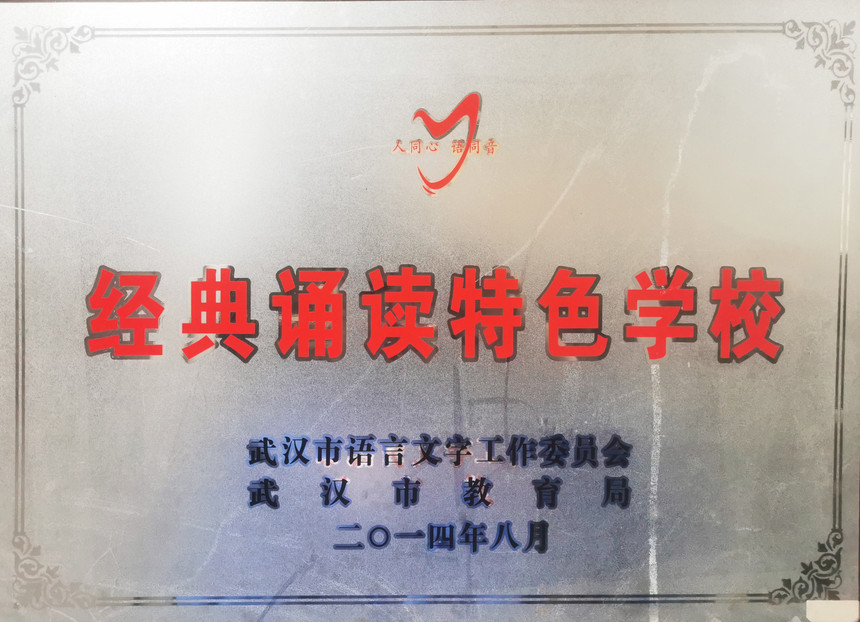 人同心 语同音
经典诵读特色学校
武汉市语言文字工作委员会
武汉市教育局
二〇一四年八月